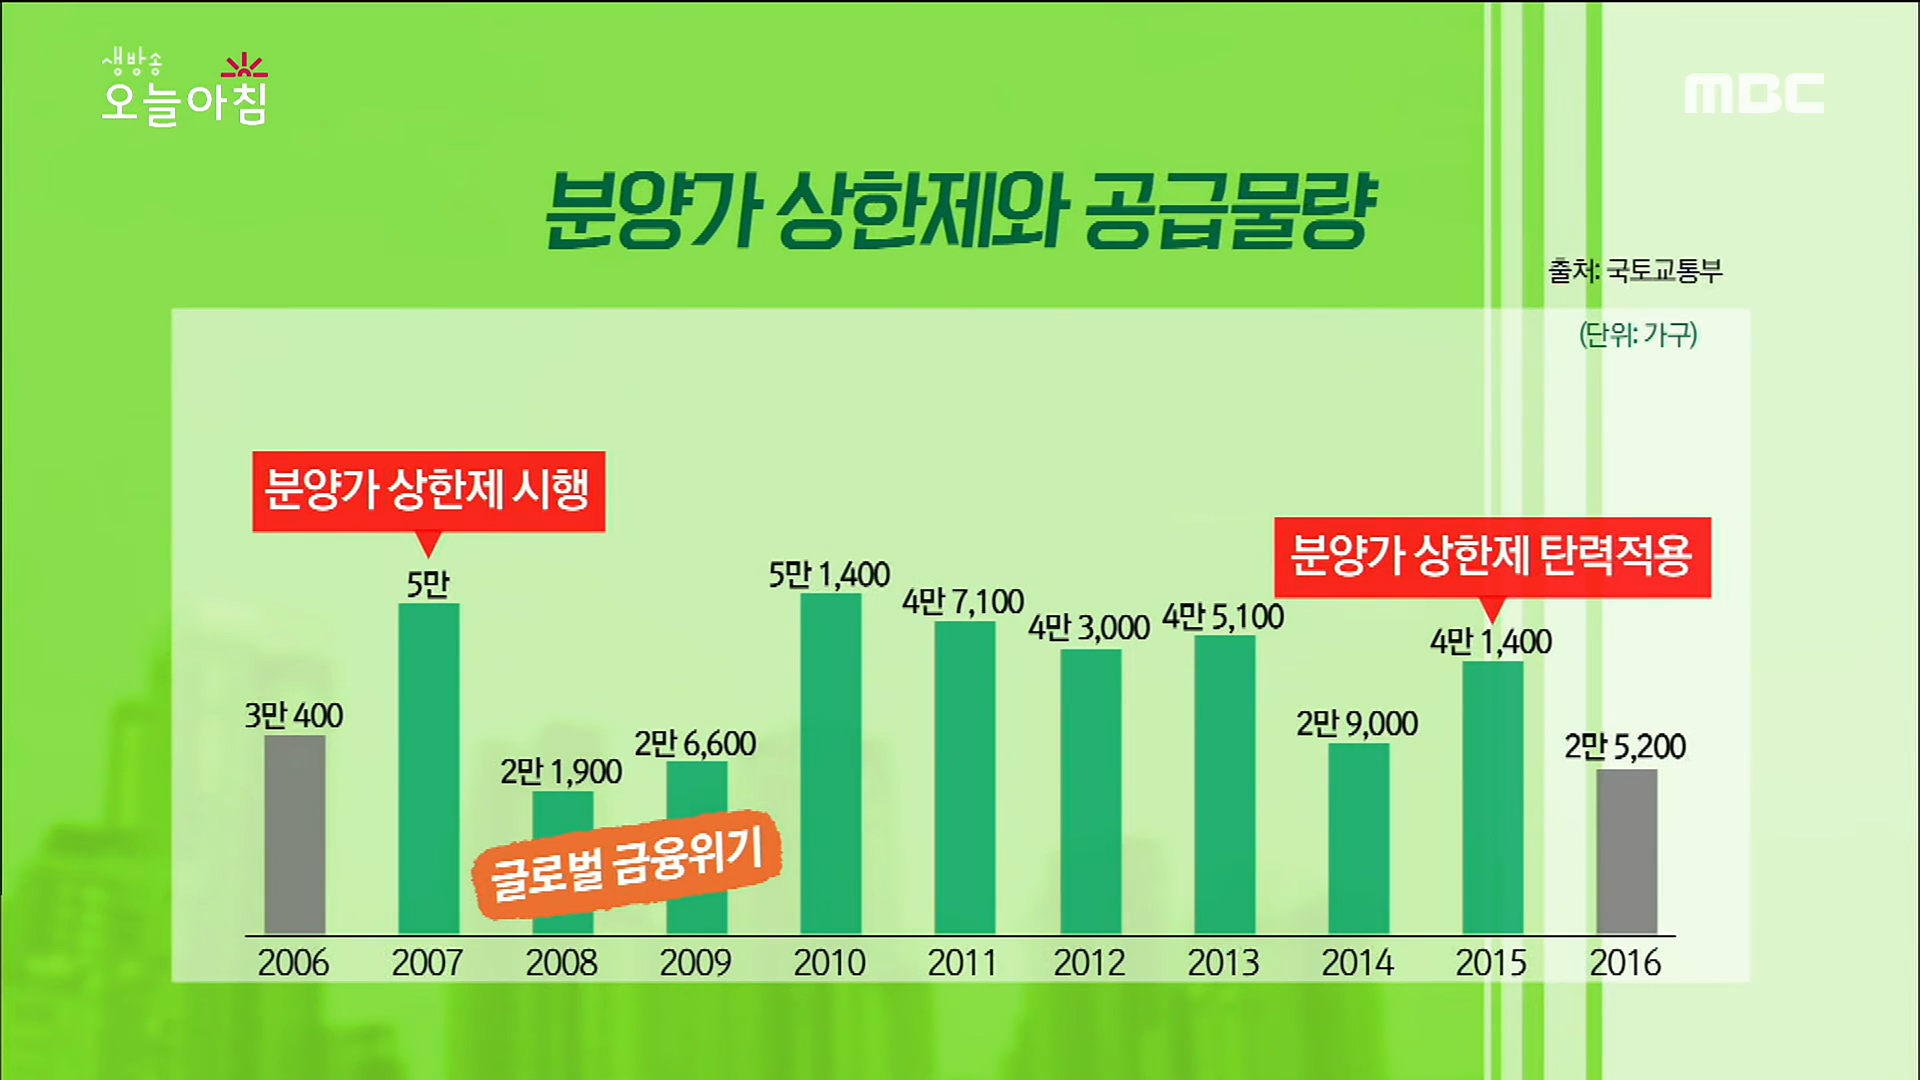 생방송
오늘아침
MBC
분양가 상한제와 공급물량
출처: 국토교통부
(단위: 가구)
분양가 상한제 시행
분양가 상한제 탄력적용
3만 400
5만
2만 1,900
2만 6,600
5만 1,400
4만 7,100
4만 3,000
4만 5,100
2만 9,000
4만 1,400
2만 5,200
글로벌 금융위기
2006 2007 2008 2009 2010 2011 2012 2013 2014 2015 2016